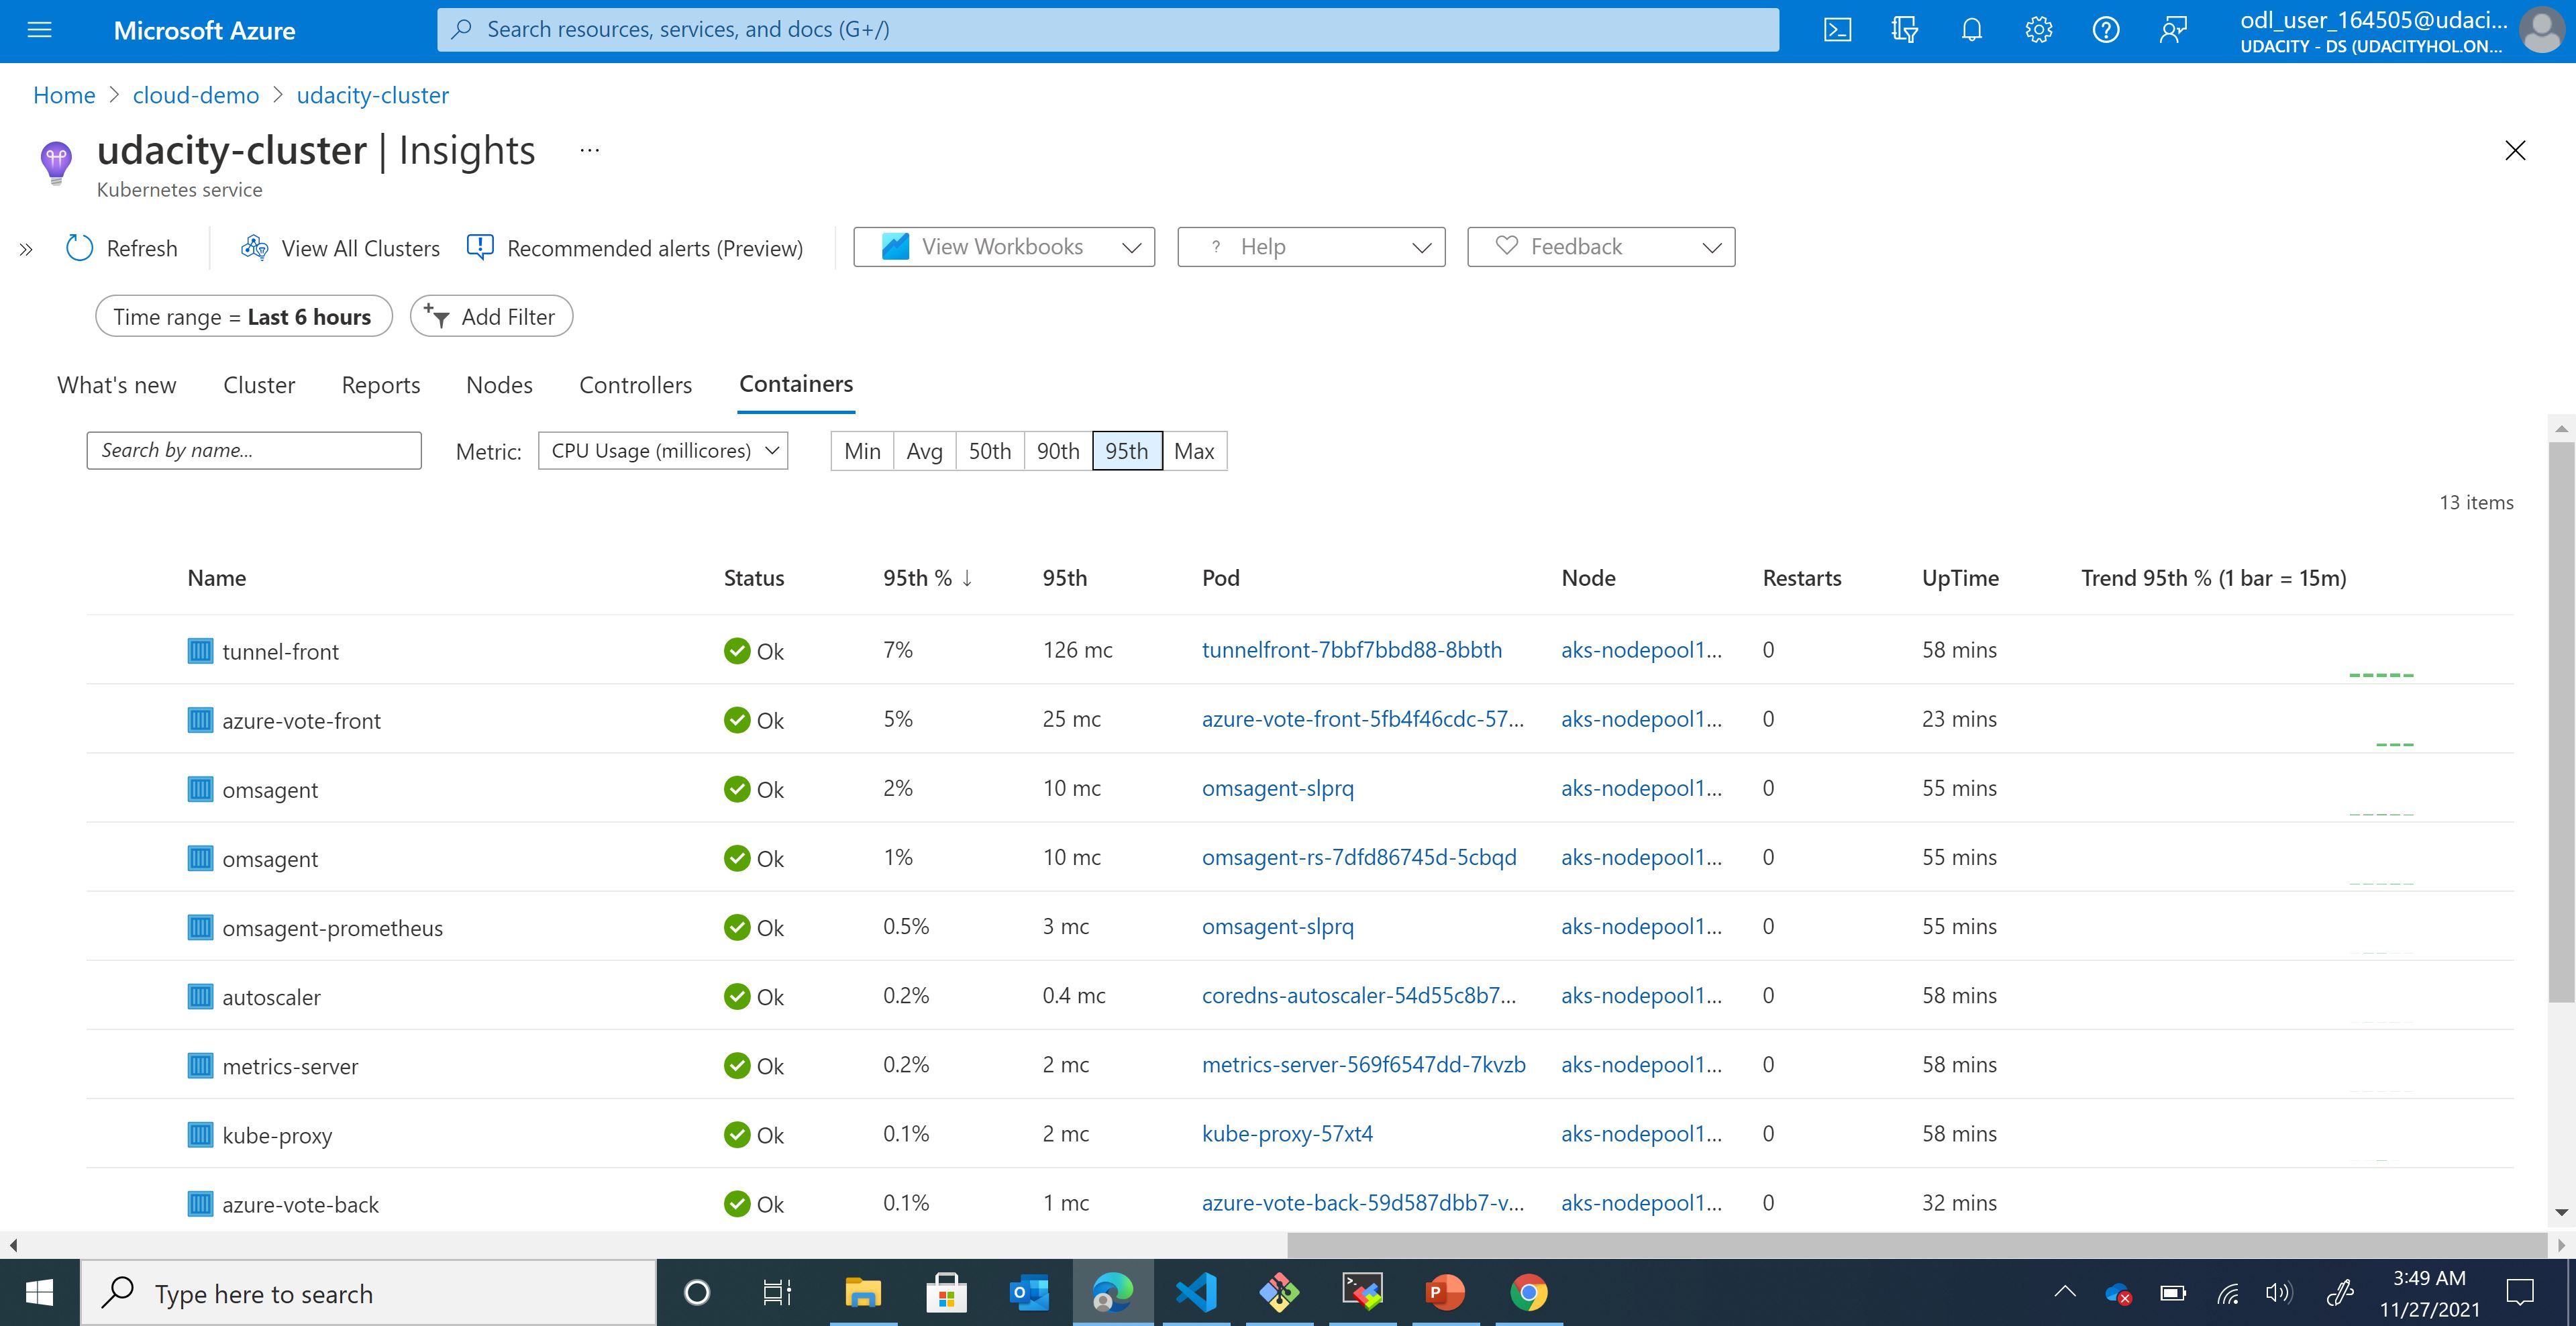 Microsoft Azure
Search resources, services, and docs (G+/)
odl_user_164505@udaci...
UDACITY - DS (UDACITYHOL.ON...
Home > cloud-demo > udacity-cluster
udacity-cluster | Insights ...
Kubernetes service
» Refresh View All Clusters Recommended alerts (Preview) View Workbooks ? Help Feedback
Time range = Last 6 hours Add Filter
What's new Cluster Reports Nodes Controllers Containers
Search by name... Metric: CPU Usage (millicores) Min Avg 50th 90th 95th Max
13 items
Name Status 95th % ↓ 95th Pod Node Restarts UpTime Trend 95th % (1 bar = 15m)
tunnel-front Ok 7% 126 mc tunnelfront-7bbf7bbd88-8bbth aks-nodepool1... 0 58 mins
azure-vote-front Ok 5% 25 mc azure-vote-front-5fb4f46cdc-57... aks-nodepool1... 0 23 mins
omsagent Ok 2% 10 mc omsagent-slprq aks-nodepool1... 0 55 mins
omsagent Ok 1% 10 mc omsagent-rs-7dfd86745d-5cbqd aks-nodepool1... 0 55 mins
omsagent-prometheus Ok 0.5% 3 mc omsagent-slprq aks-nodepool1... 0 55 mins
autoscaler Ok 0.2% 0.4 mc coredns-autoscaler-54d55c8b7... aks-nodepool1... 0 58 mins
metrics-server Ok 0.2% 2 mc metrics-server-569f6547dd-7kvzb aks-nodepool1... 0 58 mins
kube-proxy Ok 0.1% 2 mc kube-proxy-57xt4 aks-nodepool1... 0 58 mins
azure-vote-back Ok 0.1% 1 mc azure-vote-back-59d587dbb7-v... aks-nodepool1... 0 32 mins
Type here to search
3:49 AM
11/27/2021